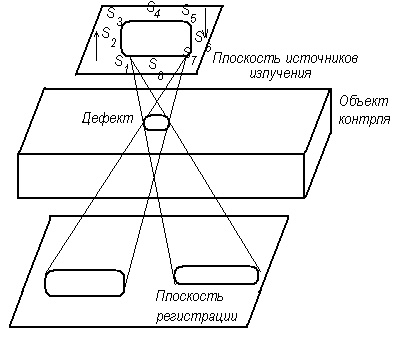 S4
S3 S5
S2 S6
S1 S7
S8
Плоскость источников
излучения
Объект
контрля
Дефект
Плоскость
регистрации